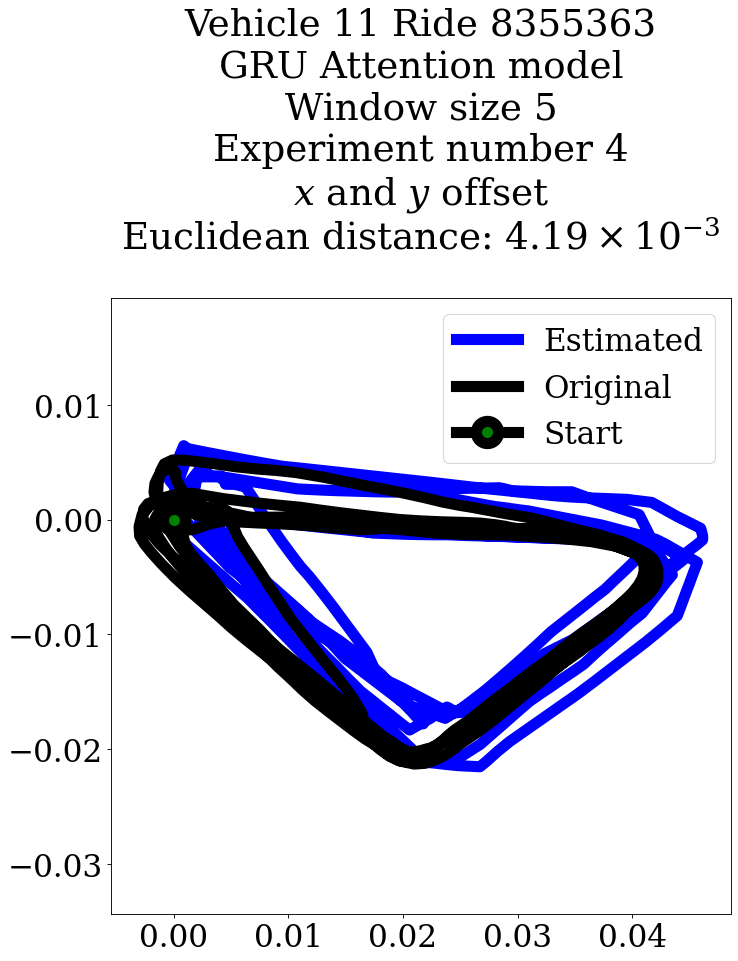 Vehicle 11 Ride 8355363
GRU Attention model
Window size 5
Experiment number 4
x and y offset
Euclidean distance: 4.19 × 10⁻³
Estimated
Original
Start
0.01
0.00
−0.01
−0.02
−0.03
0.00 0.01 0.02 0.03 0.04